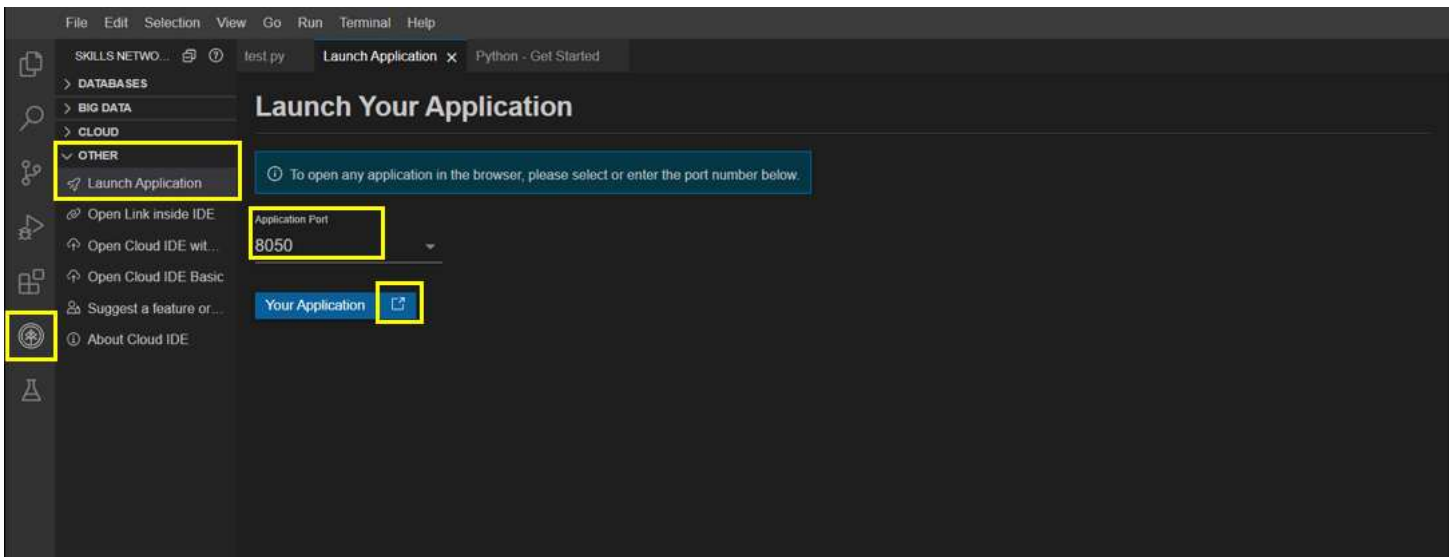 File Edit Selection View Go Run Terminal Help
SKILLS NETWO...
test.py Launch Application Python - Get Started
DATABASES
BIG DATA
CLOUD
OTHER
Launch Application
Open Link inside IDE
Open Cloud IDE wit...
Open Cloud IDE Basic
Suggest a feature or...
About Cloud IDE
Launch Your Application
To open any application in the browser, please select or enter the port number below.
Application Port
8050
Your Application